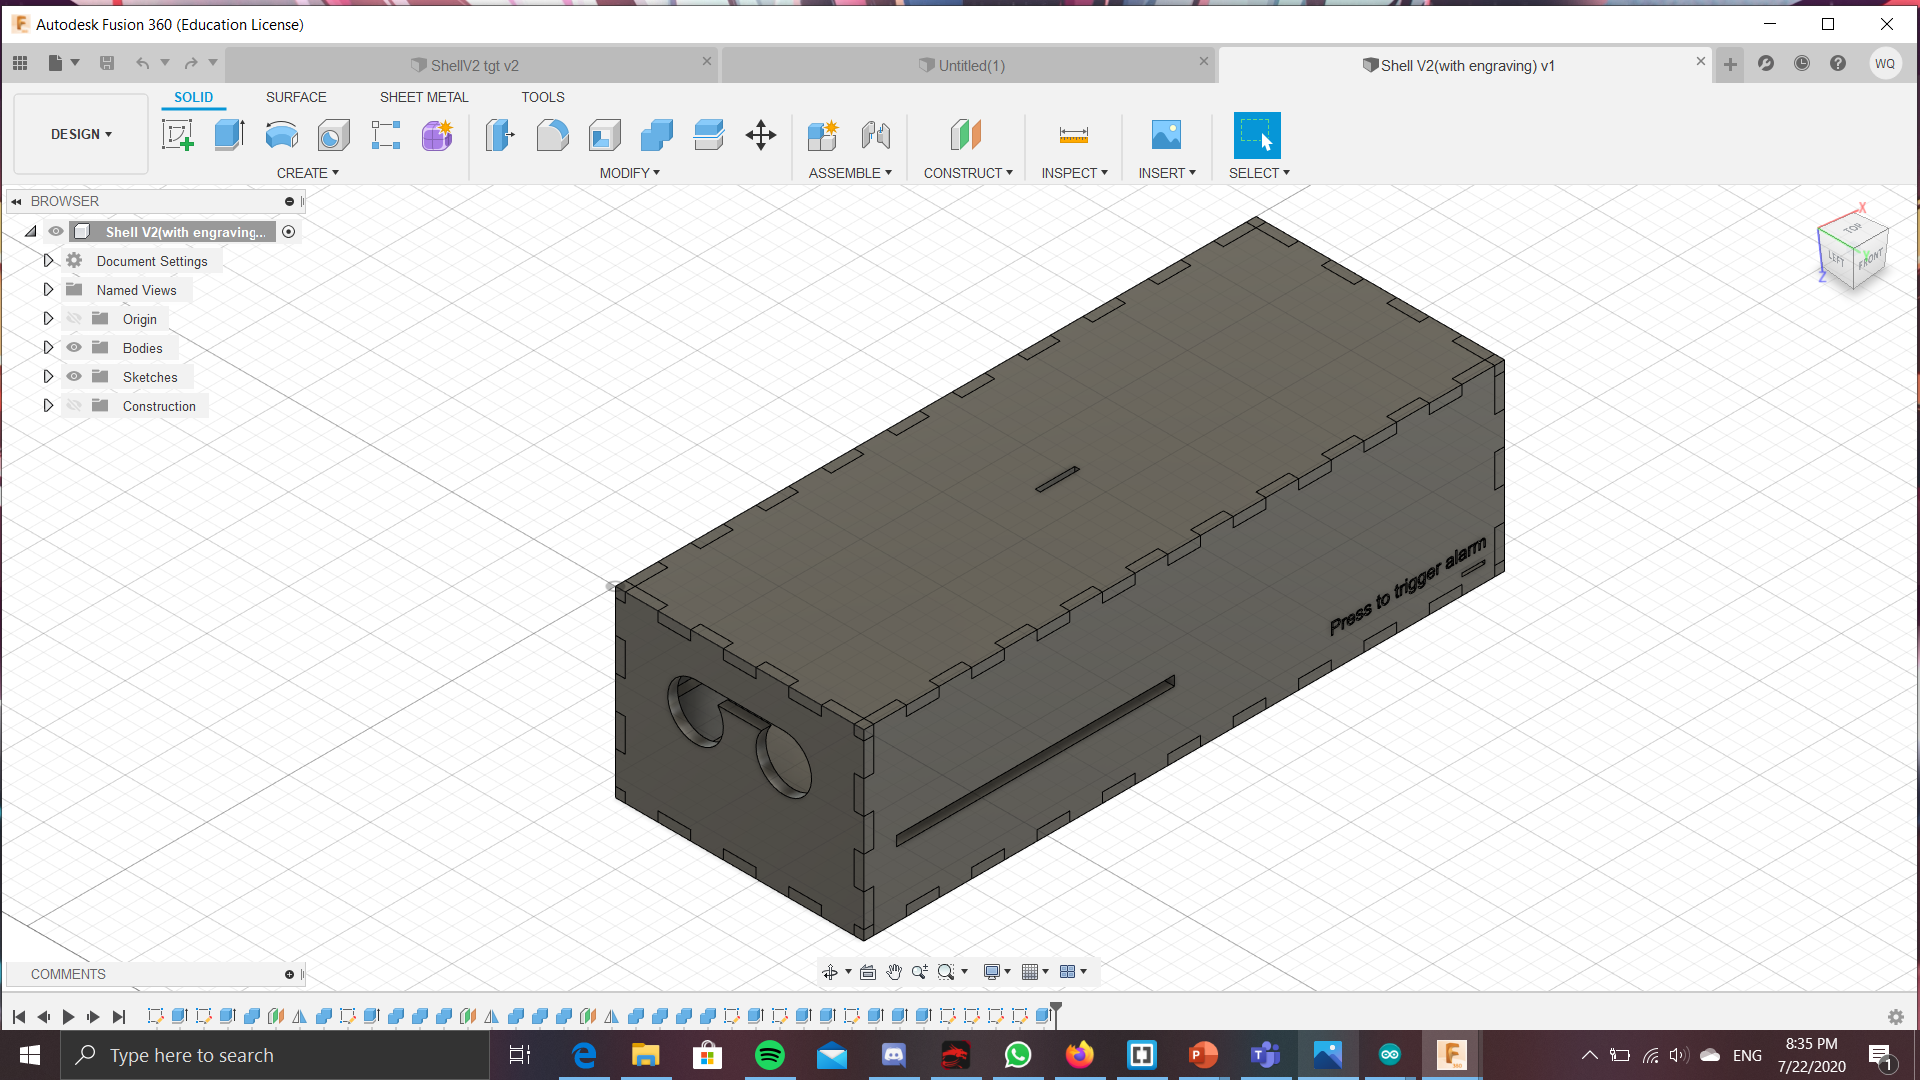 Autodesk Fusion 360 (Education License)
ShellV2 tgt v2
Untitled(1)
Shell V2(with engraving) v1
WQ
SOLID
SURFACE
SHEET METAL
TOOLS
DESIGN
CREATE
MODIFY
ASSEMBLE
CONSTRUCT
INSPECT
INSERT
SELECT
BROWSER
Shell V2(with engraving...
Document Settings
Named Views
Origin
Bodies
Sketches
Construction
X
TOP
LEFT
FRONT
Y
Z
Press to trigger alarm
COMMENTS
Type here to search
ENG
8:35 PM
7/22/2020
1